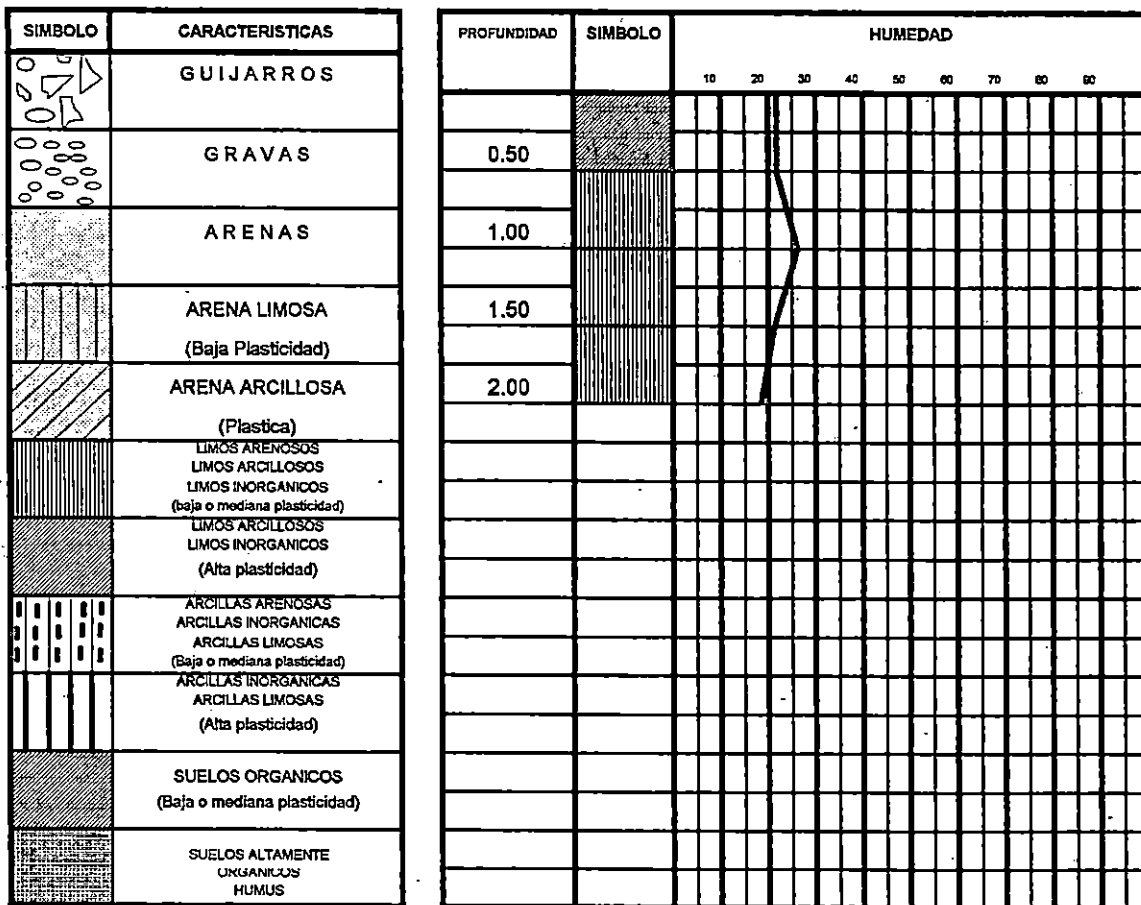 SIMBOLO
CARACTERISTICAS
GUIJARROS
GRAVAS
ARENAS
ARENA LIMOSA
(Baja Plasticidad)
ARENA ARCILLOSA
(Plastica)
LIMOS ARENOSOS
LIMOS ARCILLOSOS
LIMOS INORGANICOS
(baja o mediana plasticidad)
LIMOS ARCILLOSOS
LIMOS INORGANICOS
(Alta plasticidad)
ARCILLAS ARENOSAS
ARCILLAS INORGANICAS
ARCILLAS LIMOSAS
(Baja o mediana plasticidad)
ARCILLAS INORGANICAS
ARCILLAS LIMOSAS
(Alta plasticidad)
SUELOS ORGANICOS
(Baja o mediana plasticidad)
SUELOS ALTAMENTE
ORGANICOS
HUMUS
PROFUNDIDAD
SIMBOLO
HUMEDAD
10 20 30 40 50 60 70 80 90
0.50
1.00
1.50
2.00